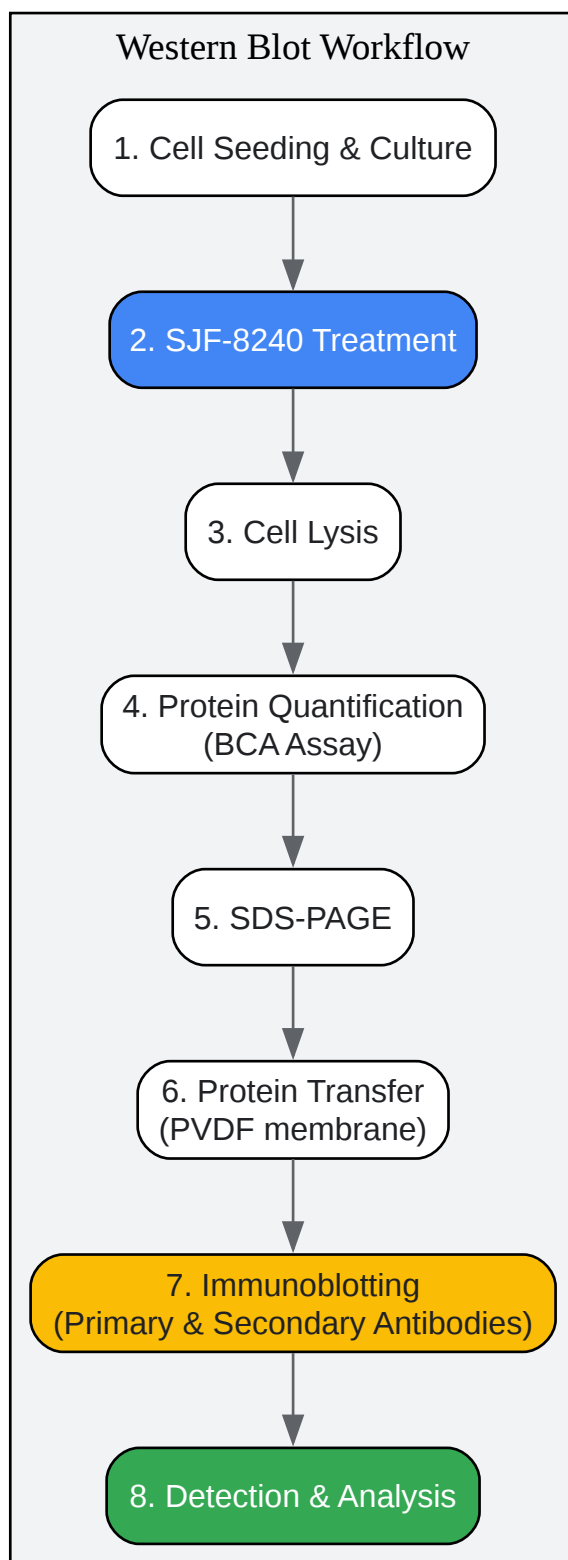 Western Blot Workflow
1. Cell Seeding & Culture
2. SJF-8240 Treatment
3. Cell Lysis
4. Protein Quantification
(BCA Assay)
5. SDS-PAGE
6. Protein Transfer
(PVDF membrane)
7. Immunoblotting
(Primary & Secondary Antibodies)
8. Detection & Analysis